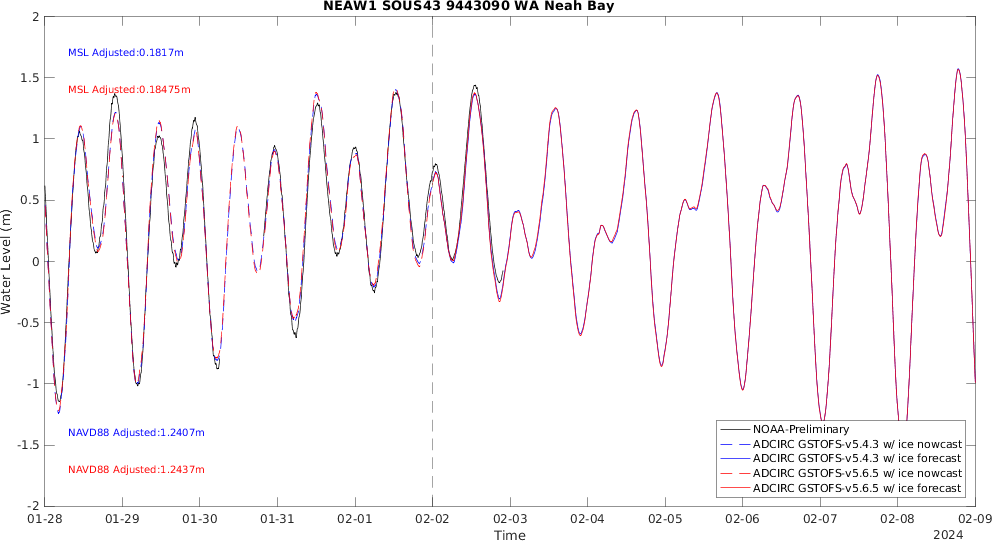 NEAW1 SOUS43 9443090 WA Neah Bay
2
1.5
1
0.5
0
-0.5
-1
-1.5
-2
Water Level (m)
MSL Adjusted:0.1817m
MSL Adjusted:0.18475m
NAVD88 Adjusted:1.2407m
NAVD88 Adjusted:1.2437m
NOAA-Preliminary
ADCIRC GSTOFS-v5.4.3 w/ ice nowcast
ADCIRC GSTOFS-v5.4.3 w/ ice forecast
ADCIRC GSTOFS-v5.6.5 w/ ice nowcast
ADCIRC GSTOFS-v5.6.5 w/ ice forecast
01-28 01-29 01-30 01-31 02-01 02-02 02-03 02-04 02-05 02-06 02-07 02-08 02-09
Time
2024